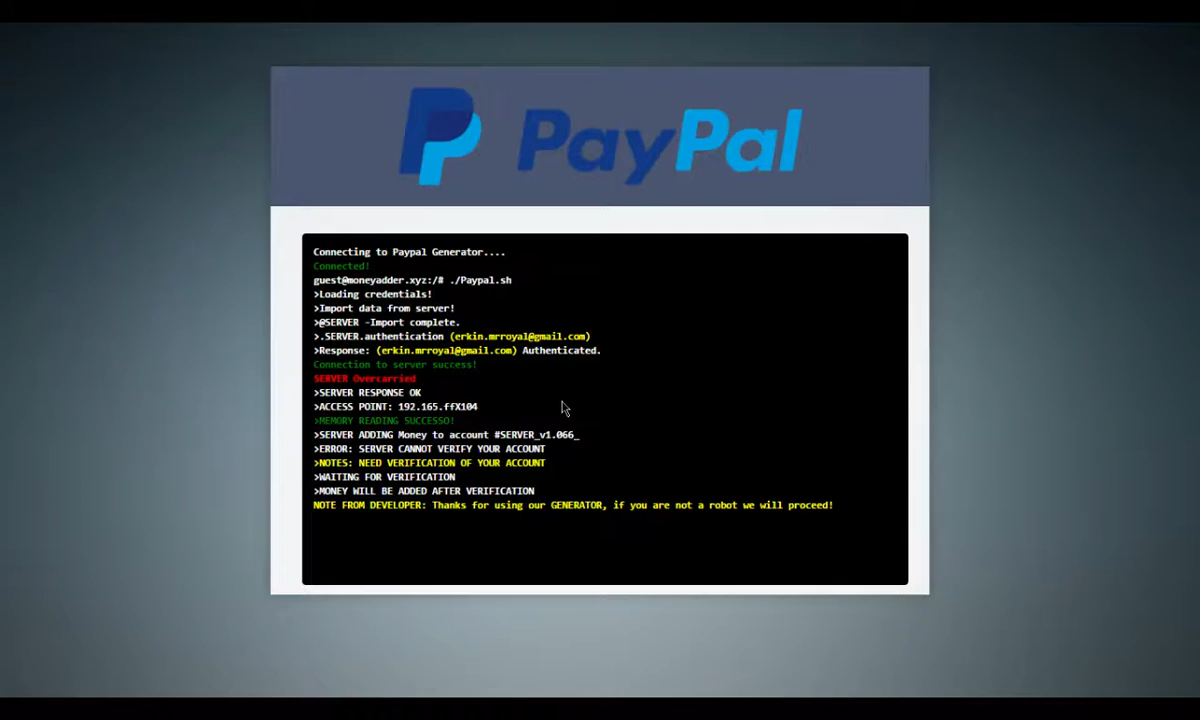 PayPal
Connecting to Paypal Generator....
Connected!
guest@moneyadder.xyz:/# ./Paypal.sh
>Loading credentials!
>Import data from server!
>@SERVER -Import complete.
>.SERVER.authentication (erkin.mrroyal@gmail.com)
>Response: (erkin.mrroyal@gmail.com) Authenticated.
Connection to server success!
SERVER Overcarried
>SERVER RESPONSE OK
>ACCESS POINT: 192.165.ffX104
>MEMORY READING SUCCESSO!
>SERVER ADDING Money to account #SERVER_v1.066_
>ERROR: SERVER CANNOT VERIFY YOUR ACCOUNT
>NOTES: NEED VERIFICATION OF YOUR ACCOUNT
>WAITING FOR VERIFICATION
>MONEY WILL BE ADDED AFTER VERIFICATION
NOTE FROM DEVELOPER: Thanks for using our GENERATOR, if you are not a robot we will proceed!